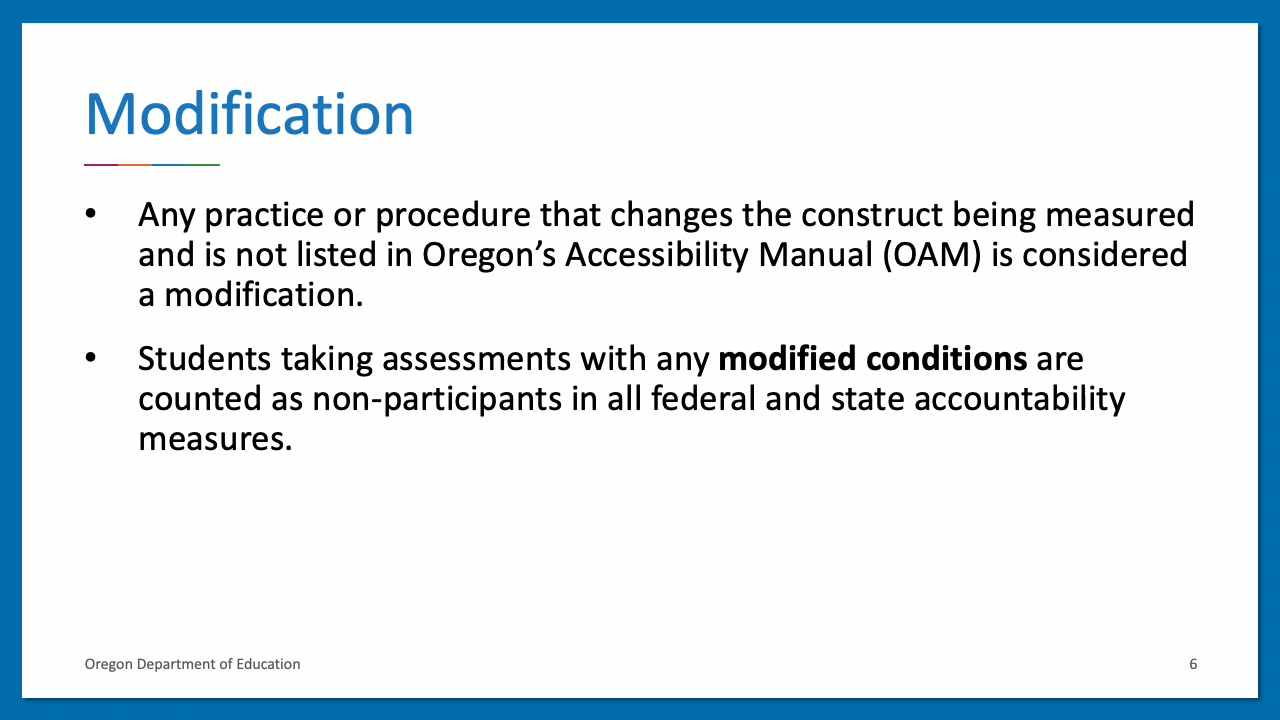 Modification
• Any practice or procedure that changes the construct being measured
and is not listed in Oregon’s Accessibility Manual (OAM) is considered
a modification.
• Students taking assessments with any modified conditions are
counted as non-participants in all federal and state accountability
measures.
Oregon Department of Education
6